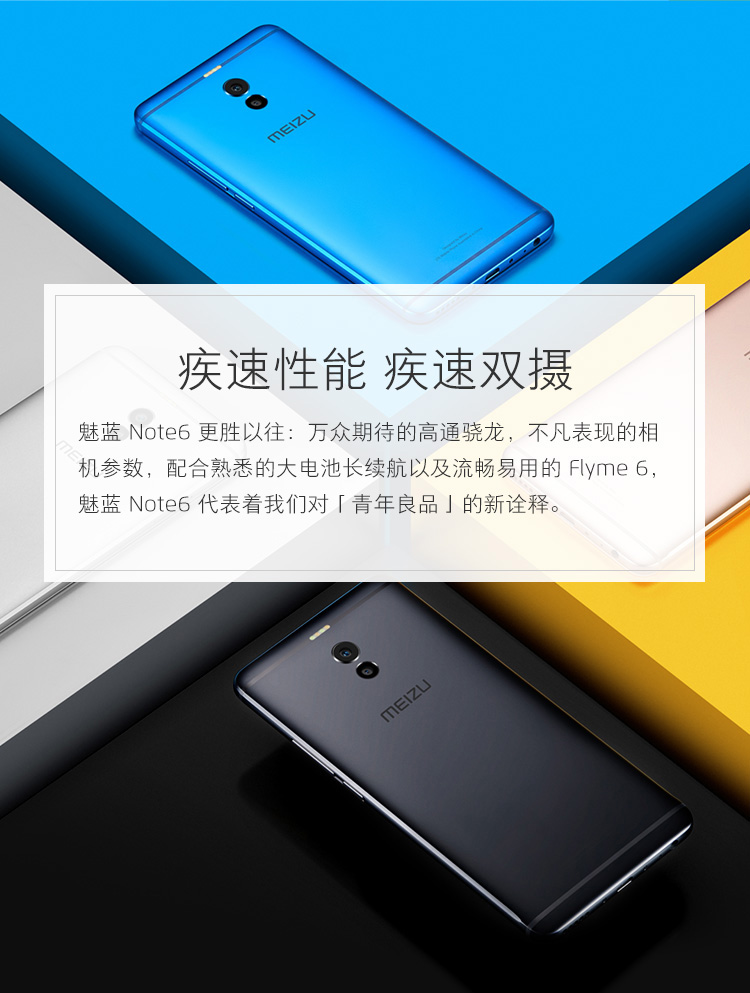 MEIZU
疾速性能 疾速双摄
魅蓝 Note6 更胜以往：万众期待的高通骁龙，不凡表现的相
机参数，配合熟悉的大电池长续航以及流畅易用的 Flyme 6，
魅蓝 Note6 代表着我们对「青年良品」的新诠释。
MEIZU